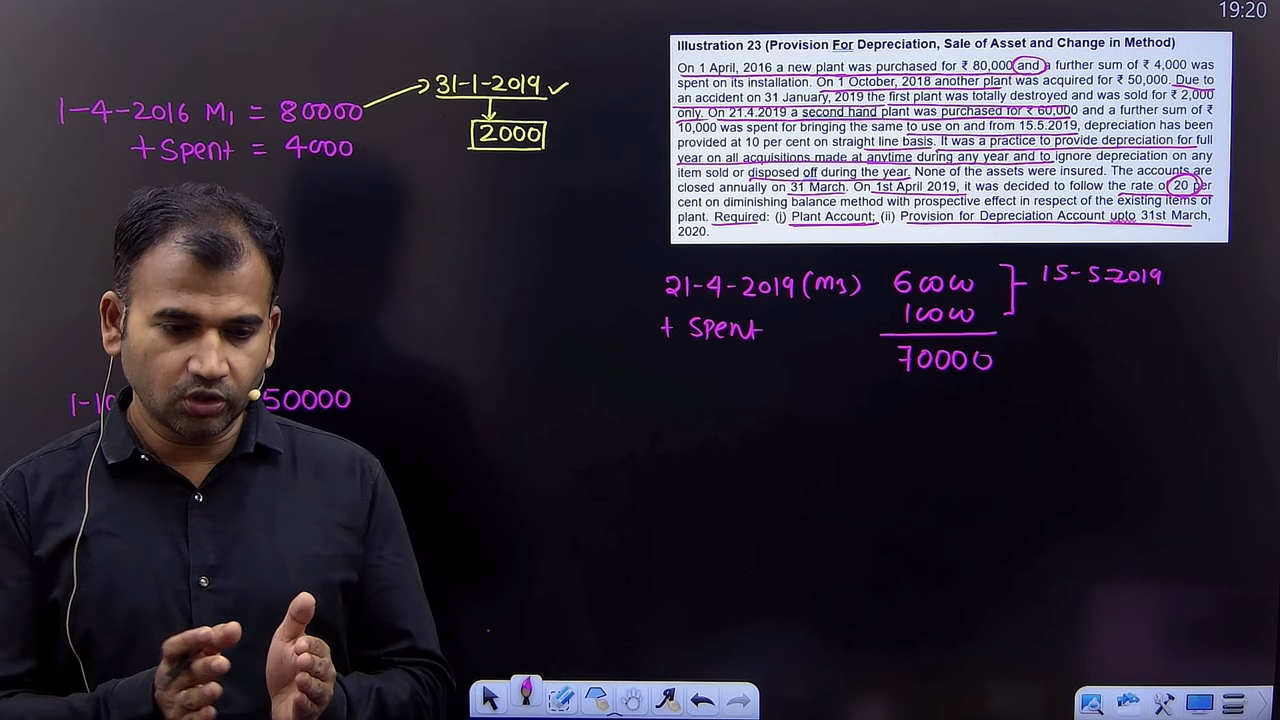 19:20
Illustration 23 (Provision For Depreciation, Sale of Asset and Change in Method)
On 1 April, 2016 a new plant was purchased for ₹ 80,000 and a further sum of ₹ 4,000 was
spent on its installation. On 1 October, 2018 another plant was acquired for ₹ 50,000. Due to
an accident on 31 January, 2019 the first plant was totally destroyed and was sold for ₹ 2,000
only. On 21.4.2019 a second hand plant was purchased for ₹ 60,000 and a further sum of ₹
10,000 was spent for bringing the same to use on and from 15.5.2019, depreciation has been
provided at 10 per cent on straight line basis. It was a practice to provide depreciation for full
year on all acquisitions made at anytime during any year and to ignore depreciation on any
item sold or disposed off during the year. None of the assets were insured. The accounts are
closed annually on 31 March. On 1st April 2019, it was decided to follow the rate of 20 per
cent on diminishing balance method with prospective effect in respect of the existing items of
plant. Required: (i) Plant Account; (ii) Provision for Depreciation Account upto 31st March,
2020.
1-4-2016 M1 = 80000
31-1-2019
2000
+ Spent = 4000
21-4-2019 (M3) 60000
15-5-2019
+ Spent 10000
70000
50000